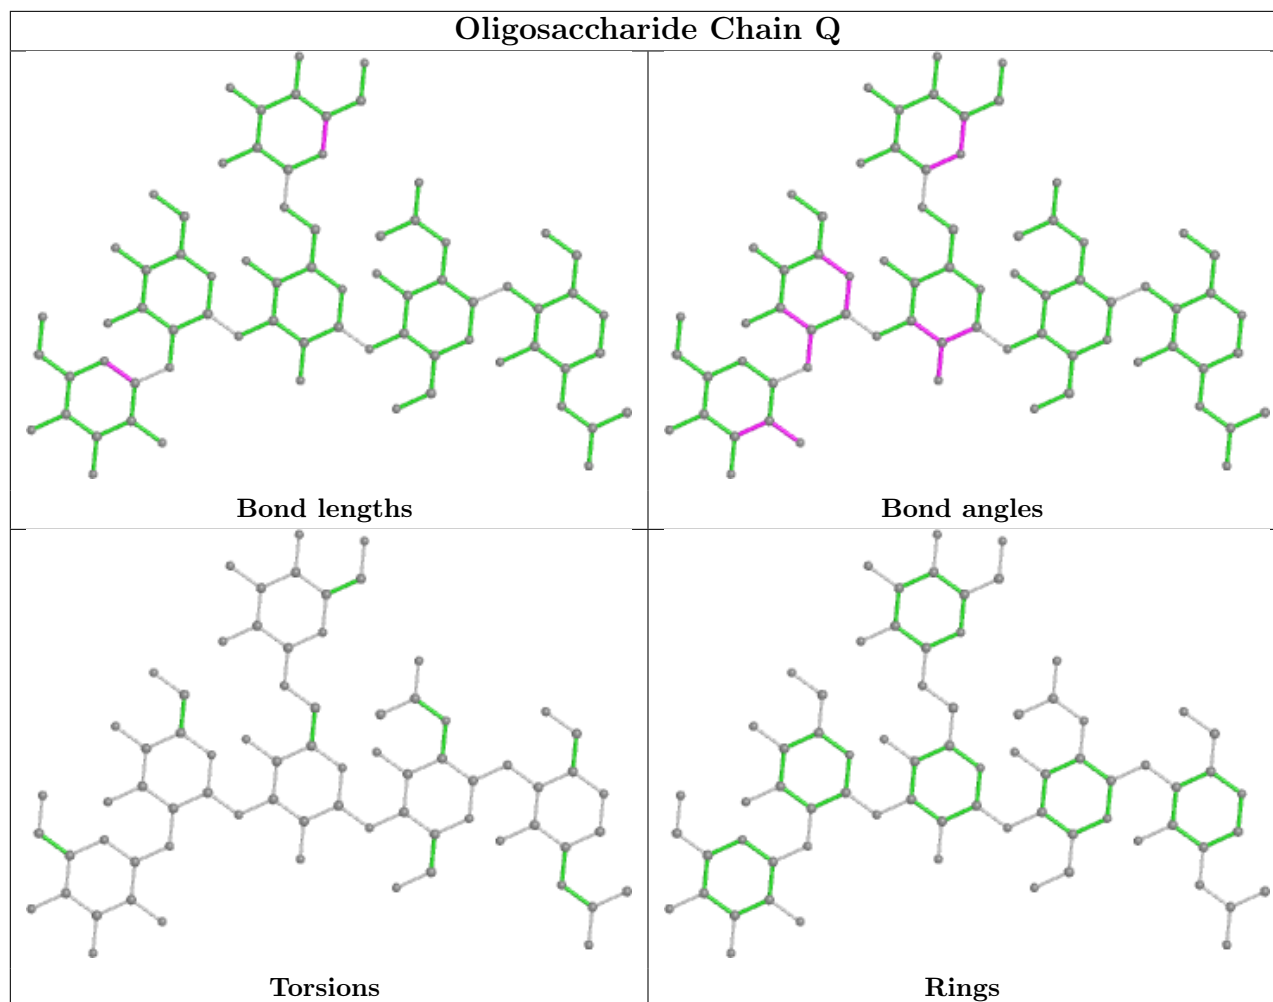 Oligosaccharide Chain Q
Bond lengths
Bond angles
Torsions
Rings